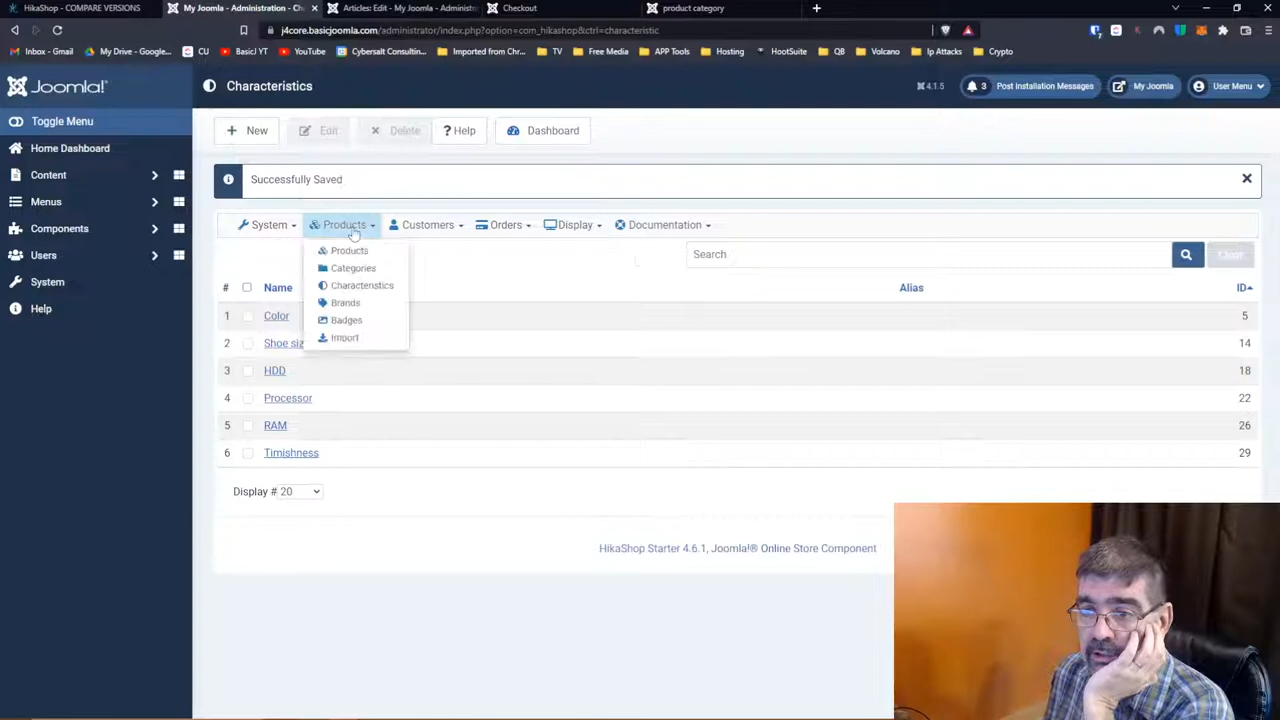 HikaShop - COMPARE VERSIONS
My Joomla - Administration - Cha
Articles: Edit - My Joomla - Administra
Checkout
product category
j4core.basicjoomla.com/administrator/index.php?option=com_hikashop&ctrl=characteristic
Inbox - Gmail
My Drive - Google...
CU
BasicJ YT
YouTube
Cybersalt Consultin...
Imported from Chr...
TV
Free Media
APP Tools
Hosting
HootSuite
QB
Volcano
Ip Attacks
Crypto
Joomla!
Characteristics
4.1.5
3 Post Installation Messages
My Joomla
User Menu
Toggle Menu
Home Dashboard
Content
Menus
Components
Users
System
Help
New
Edit
Delete
? Help
Dashboard
Successfully Saved
System
Products
Customers
Orders
Display
Documentation
Products
Categories
Characteristics
Brands
Badges
Import
Search
Clear
# Name Alias ID
1 Color 5
2 Shoe siz 14
3 HDD 18
4 Processor 22
5 RAM 26
6 Timishness 29
Display # 20
HikaShop Starter 4.6.1, Joomla!® Online Store Component